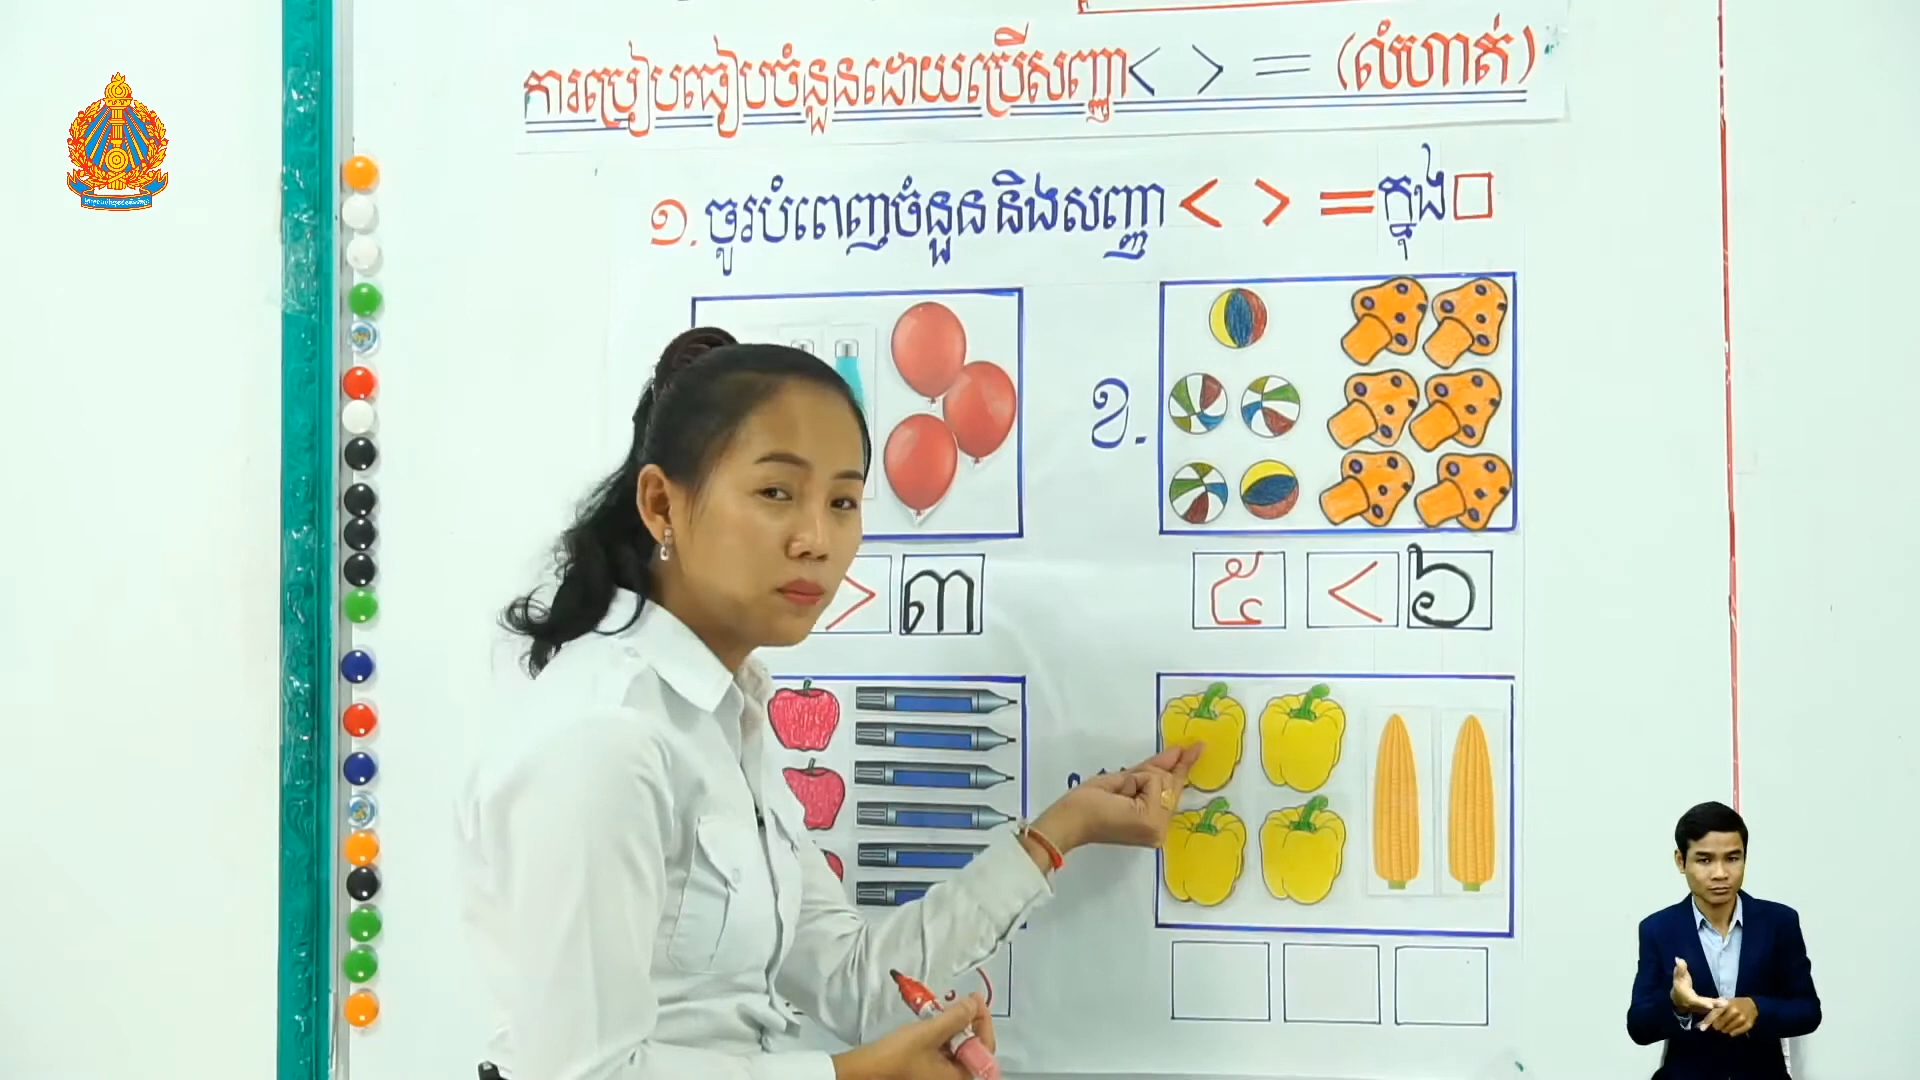 ការប្រៀបធៀបចំនួនដោយប្រើសញ្ញា < > = (លំហាត់)
១. ចូរបំពេញចំនួននិងសញ្ញា < > = ក្នុង □
ខ.
> ៣
៥ < ៦